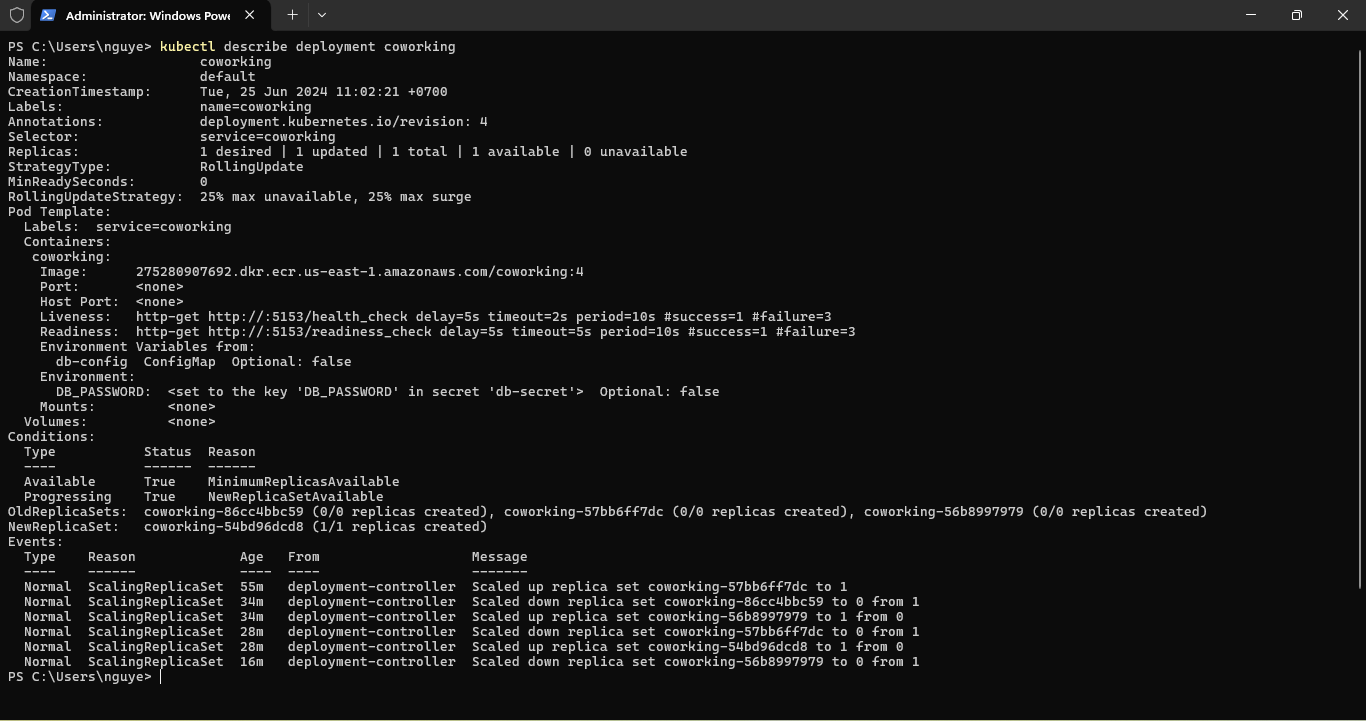 Administrator: Windows Powe
PS C:\Users\nguye> kubectl describe deployment coworking
Name:                   coworking
Namespace:              default
CreationTimestamp:      Tue, 25 Jun 2024 11:02:21 +0700
Labels:                 name=coworking
Annotations:            deployment.kubernetes.io/revision: 4
Selector:               service=coworking
Replicas:               1 desired | 1 updated | 1 total | 1 available | 0 unavailable
StrategyType:           RollingUpdate
MinReadySeconds:        0
RollingUpdateStrategy:  25% max unavailable, 25% max surge
Pod Template:
  Labels:  service=coworking
  Containers:
   coworking:
    Image:      275280907692.dkr.ecr.us-east-1.amazonaws.com/coworking:4
    Port:       <none>
    Host Port:  <none>
    Liveness:   http-get http://:5153/health_check delay=5s timeout=2s period=10s #success=1 #failure=3
    Readiness:  http-get http://:5153/readiness_check delay=5s timeout=5s period=10s #success=1 #failure=3
    Environment Variables from:
      db-config  ConfigMap  Optional: false
    Environment:
      DB_PASSWORD:  <set to the key 'DB_PASSWORD' in secret 'db-secret'>  Optional: false
    Mounts:         <none>
  Volumes:          <none>
Conditions:
  Type           Status  Reason
  ----           ------  ------
  Available      True    MinimumReplicasAvailable
  Progressing    True    NewReplicaSetAvailable
OldReplicaSets:  coworking-86cc4bbc59 (0/0 replicas created), coworking-57bb6ff7dc (0/0 replicas created), coworking-56b8997979 (0/0 replicas created)
NewReplicaSet:   coworking-54bd96dcd8 (1/1 replicas created)
Events:
  Type    Reason             Age   From                   Message
  ----    ------             ----  ----                   -------
  Normal  ScalingReplicaSet  55m   deployment-controller  Scaled up replica set coworking-57bb6ff7dc to 1
  Normal  ScalingReplicaSet  34m   deployment-controller  Scaled down replica set coworking-86cc4bbc59 to 0 from 1
  Normal  ScalingReplicaSet  34m   deployment-controller  Scaled up replica set coworking-56b8997979 to 1 from 0
  Normal  ScalingReplicaSet  28m   deployment-controller  Scaled down replica set coworking-57bb6ff7dc to 0 from 1
  Normal  ScalingReplicaSet  28m   deployment-controller  Scaled up replica set coworking-54bd96dcd8 to 1 from 0
  Normal  ScalingReplicaSet  16m   deployment-controller  Scaled down replica set coworking-56b8997979 to 0 from 1
PS C:\Users\nguye>